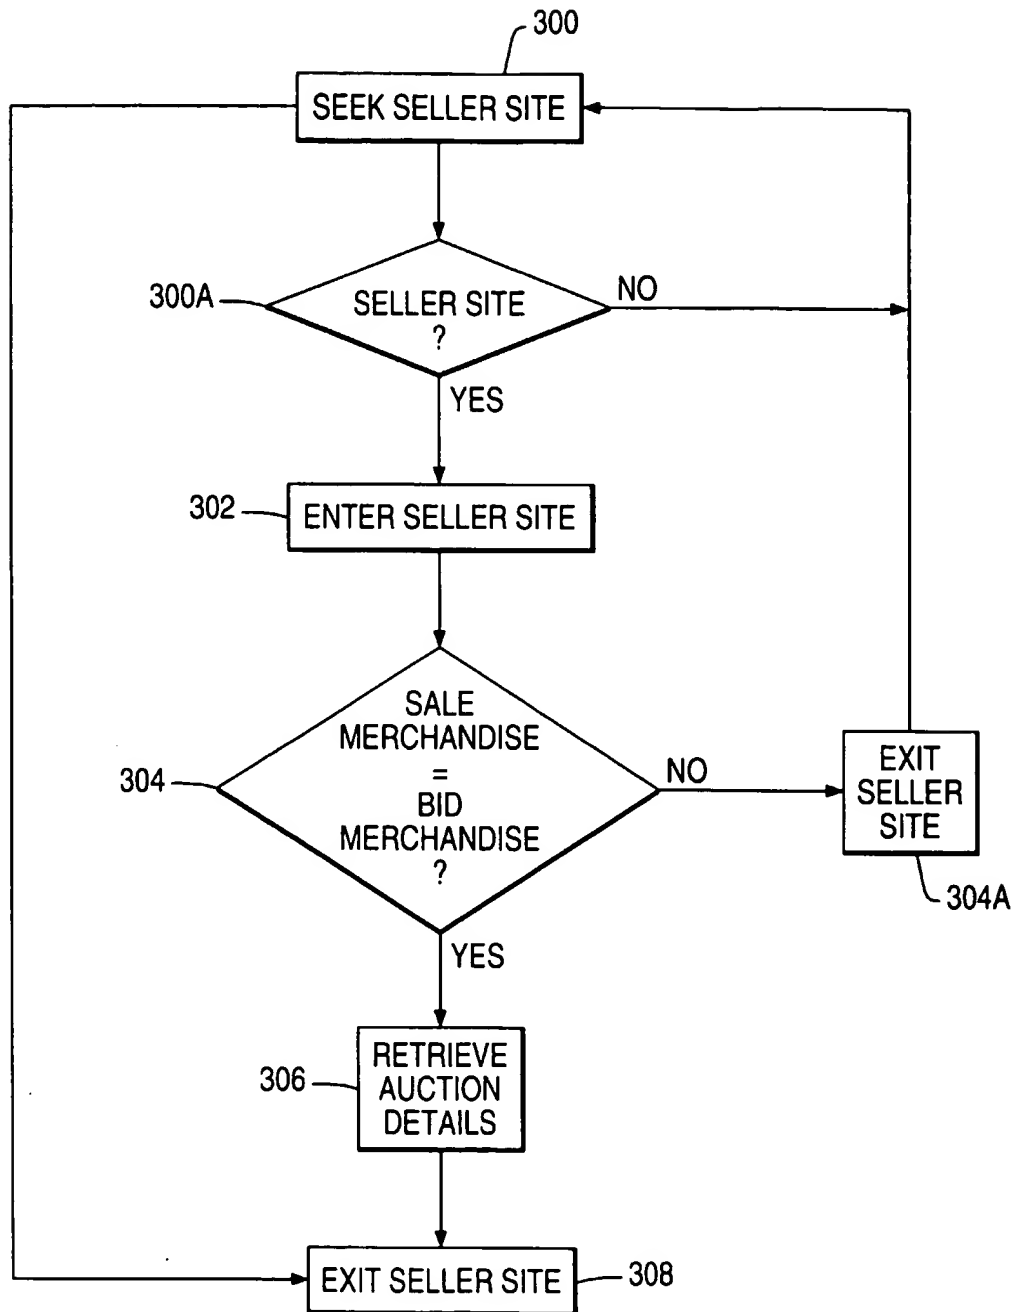 300
SEEK SELLER SITE
300A
SELLER SITE
?
NO
YES
302
ENTER SELLER SITE
304
SALE
MERCHANDISE
=
BID
MERCHANDISE
?
NO
EXIT
SELLER
SITE
304A
YES
306
RETRIEVE
AUCTION
DETAILS
EXIT SELLER SITE
308